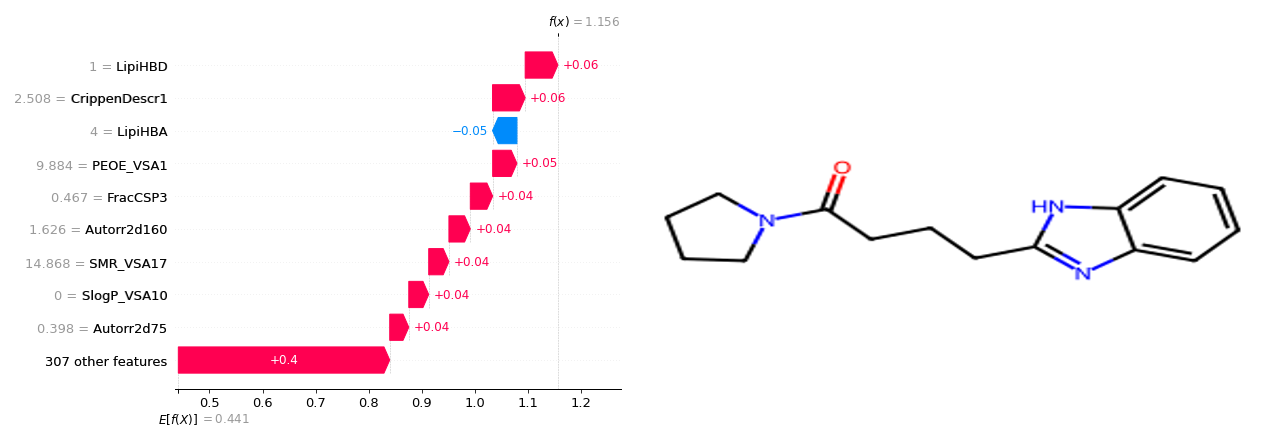 f(x) = 1.156
1 = LipiHBD +0.06
2.508 = CrippenDescr1 +0.06
4 = LipiHBA −0.05
9.884 = PEOE_VSA1 +0.05
0.467 = FracCSP3 +0.04
1.626 = Autorr2d160 +0.04
14.868 = SMR_VSA17 +0.04
0 = SlogP_VSA10 +0.04
0.398 = Autorr2d75 +0.04
307 other features +0.4
0.5 0.6 0.7 0.8 0.9 1.0 1.1 1.2
E[f(X)] = 0.441
O
HN
N
N